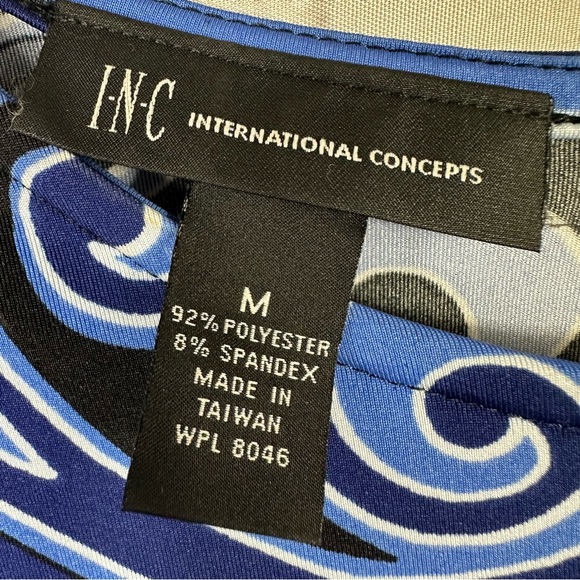 I·N·C INTERNATIONAL CONCEPTS
M
92% POLYESTER
8% SPANDEX
MADE IN
TAIWAN
WPL 8046